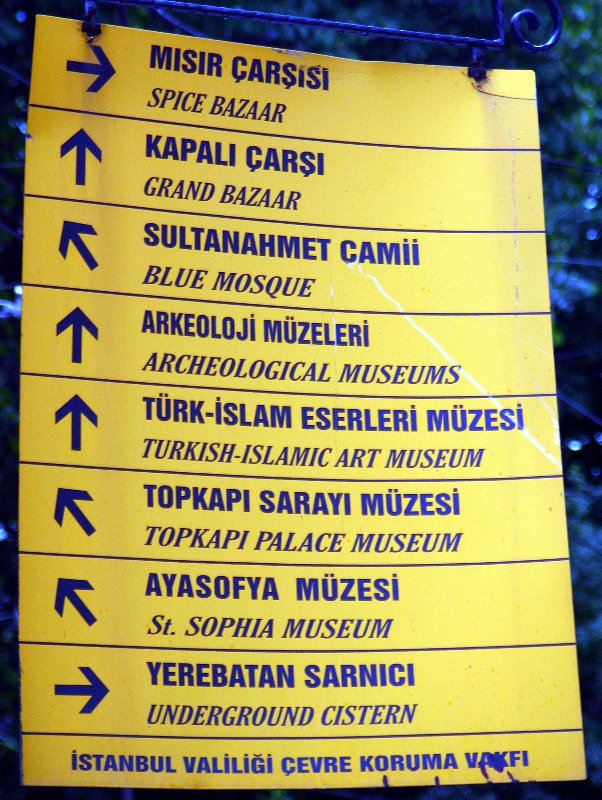 MISIR ÇARŞISI
SPICE BAZAAR
KAPALI ÇARŞI
GRAND BAZAAR
SULTANAHMET CAMİİ
BLUE MOSQUE
ARKEOLOJİ MÜZELERİ
ARCHEOLOGICAL MUSEUMS
TÜRK-İSLAM ESERLERİ MÜZESİ
TURKISH-ISLAMIC ART MUSEUM
TOPKAPI SARAYI MÜZESİ
TOPKAPI PALACE MUSEUM
AYASOFYA MÜZESİ
St. SOPHIA MUSEUM
YEREBATAN SARNICI
UNDERGROUND CISTERN
İSTANBUL VALİLİĞİ ÇEVRE KORUMA VAKFI